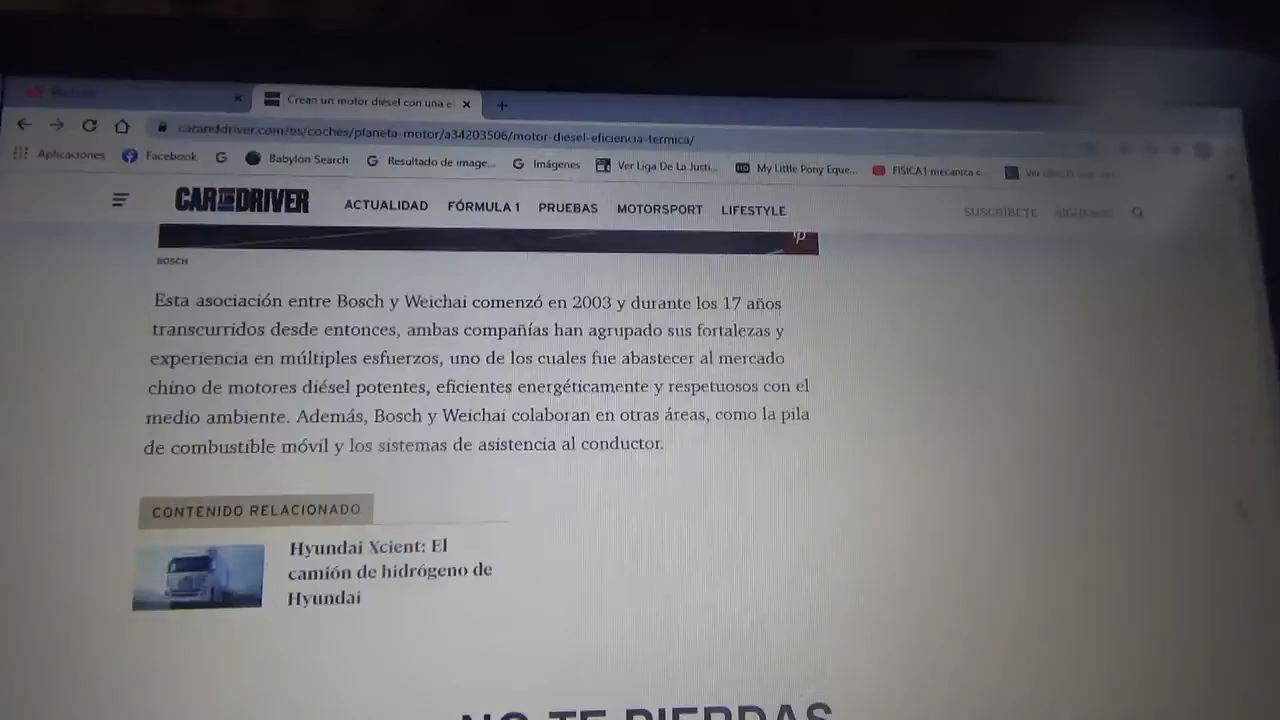 Crean un motor diésel con una e
caranddriver.com/es/coches/planeta-motor/a34203506/motor-diesel-eficiencia-termica/
Aplicaciones Facebook Babylon Search Resultado de image... Imágenes Ver Liga De La Justi... My Little Pony Eque... FISICA1 mecanica c.
CAR AND DRIVER ACTUALIDAD FÓRMULA 1 PRUEBAS MOTORSPORT LIFESTYLE SUSCRÍBETE
BOSCH
Esta asociación entre Bosch y Weichai comenzó en 2003 y durante los 17 años
transcurridos desde entonces, ambas compañías han agrupado sus fortalezas y
experiencia en múltiples esfuerzos, uno de los cuales fue abastecer al mercado
chino de motores diésel potentes, eficientes energéticamente y respetuosos con el
medio ambiente. Además, Bosch y Weichai colaboran en otras áreas, como la pila
de combustible móvil y los sistemas de asistencia al conductor.
CONTENIDO RELACIONADO
Hyundai Xcient: El
camión de hidrógeno de
Hyundai
NO TE PIERDAS